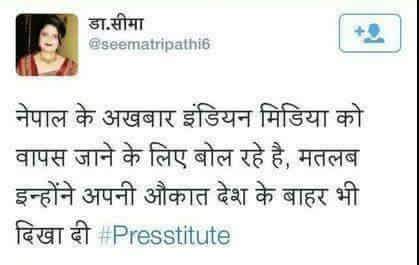 डा.सीमा
@seematripathi6
नेपाल के अखबार इंडियन मिडिया को
वापस जाने के लिए बोल रहे है, मतलब
इन्होंने अपनी औकात देश के बाहर भी
दिखा दी #Presstitute